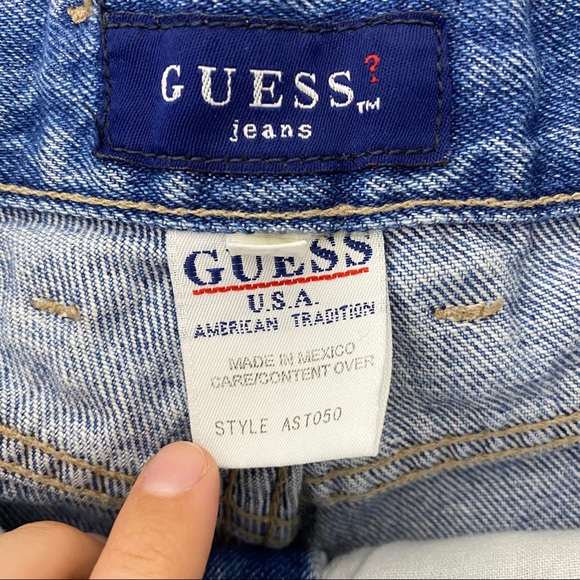 GUESS?™
jeans
GUESS
U.S.A.
AMERICAN TRADITION
MADE IN MEXICO
CARE/CONTENT OVER
STYLE AST050